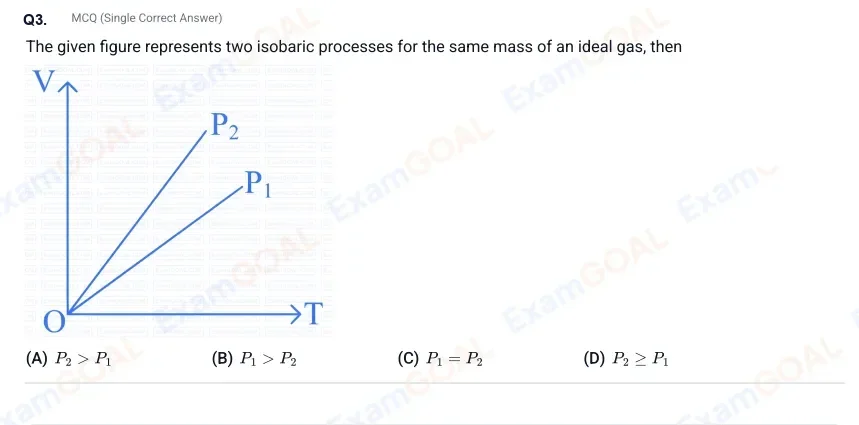 Q3. MCQ (Single Correct Answer)
The given figure represents two isobaric processes for the same mass of an ideal gas, then
V
P₂
P₁
O
T
(A) P₂ > P₁ (B) P₁ > P₂ (C) P₁ = P₂ (D) P₂ ≥ P₁
ExamGOAL